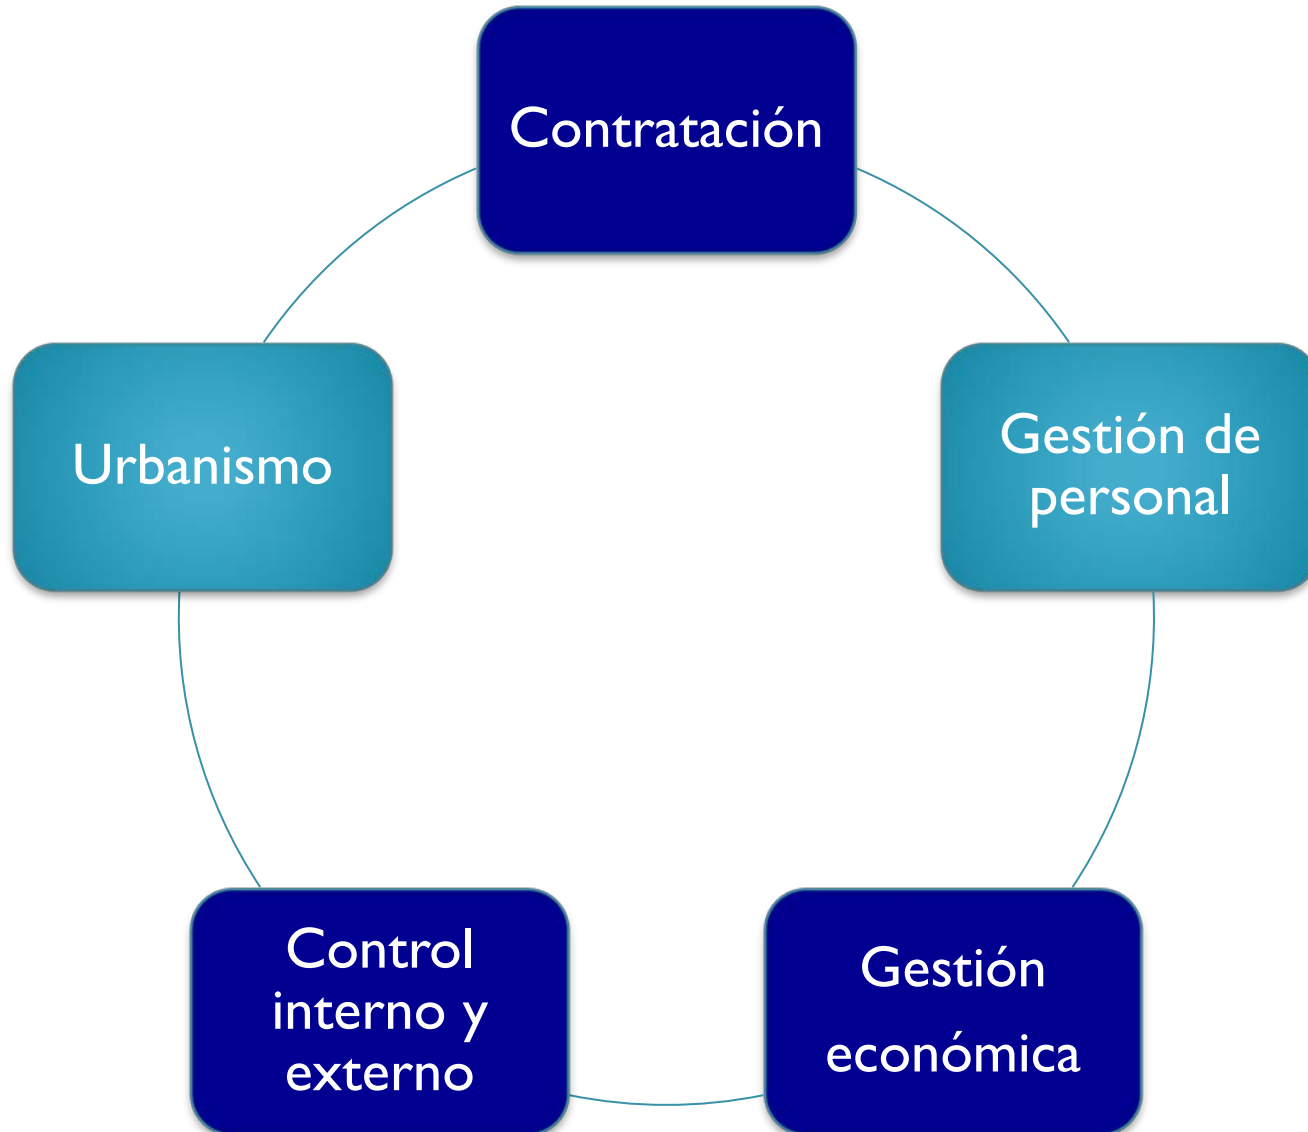 Contratación
Gestión de
personal
Gestión
económica
Control
interno y
externo
Urbanismo